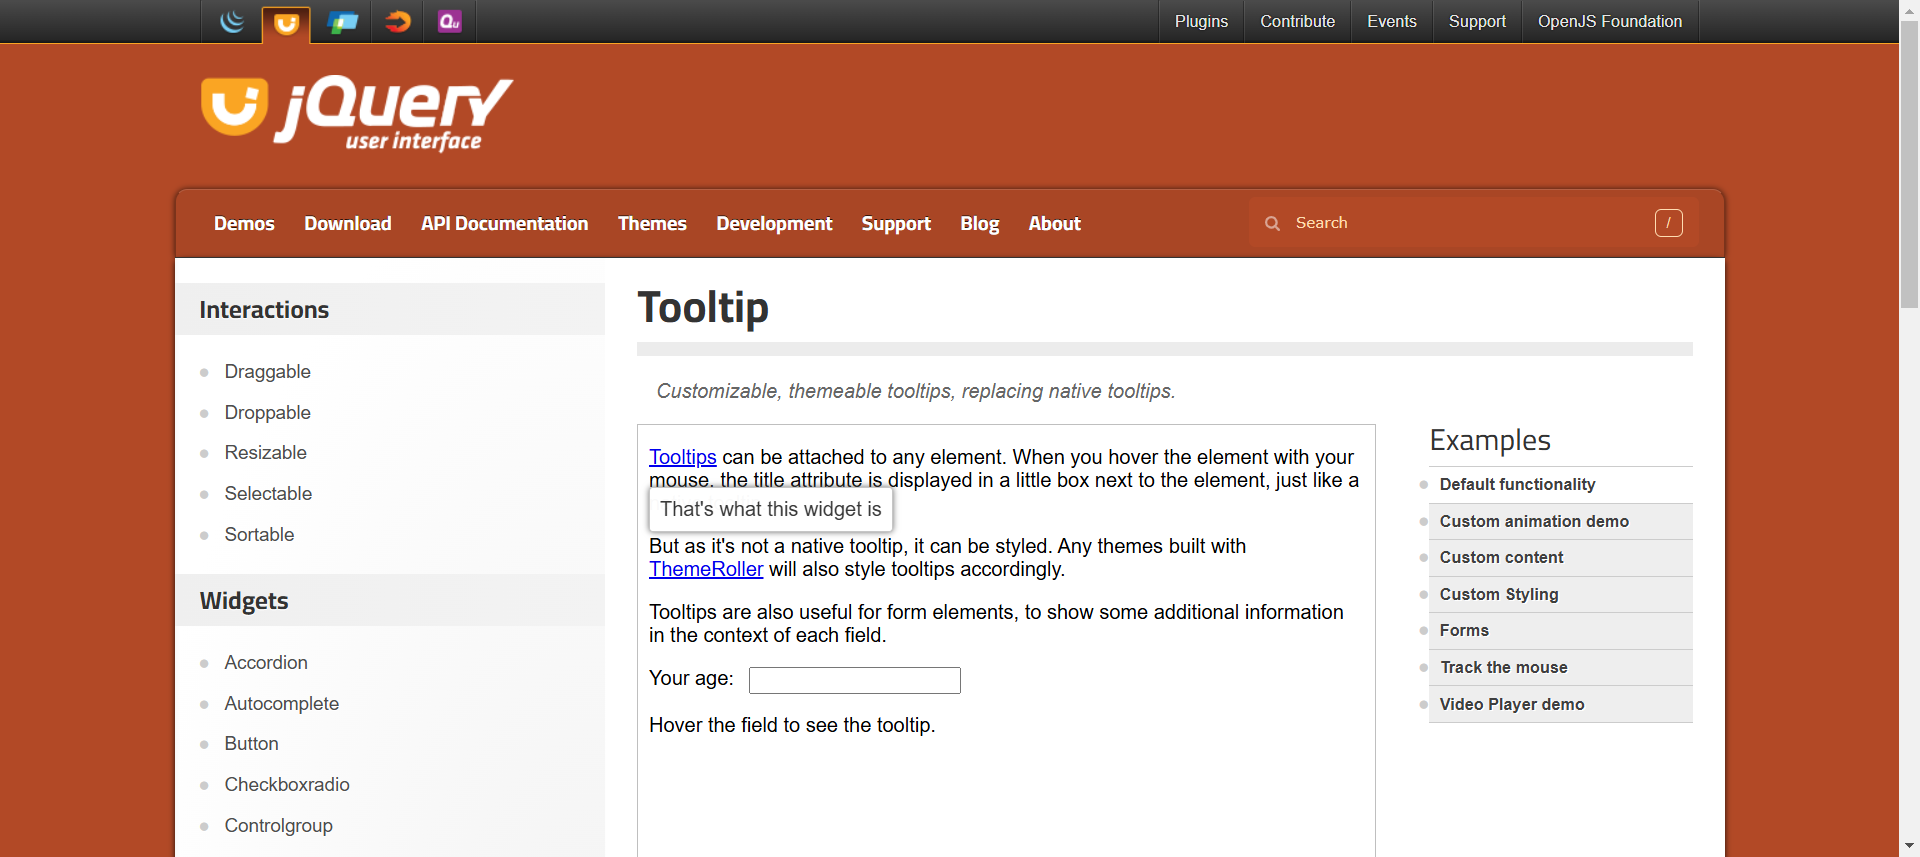 Plugins
Contribute
Events
Support
OpenJS Foundation
Qu
jQuery
user interface
Demos
Download
API Documentation
Themes
Development
Support
Blog
About
Search
/
Interactions
Draggable
Droppable
Resizable
Selectable
Sortable
Widgets
Accordion
Autocomplete
Button
Checkboxradio
Controlgroup
Tooltip
Customizable, themeable tooltips, replacing native tooltips.
Tooltips can be attached to any element. When you hover the element with your
mouse, the title attribute is displayed in a little box next to the element, just like a
That's what this widget is
But as it's not a native tooltip, it can be styled. Any themes built with
ThemeRoller will also style tooltips accordingly.
Tooltips are also useful for form elements, to show some additional information
in the context of each field.
Your age:
Hover the field to see the tooltip.
Examples
Default functionality
Custom animation demo
Custom content
Custom Styling
Forms
Track the mouse
Video Player demo